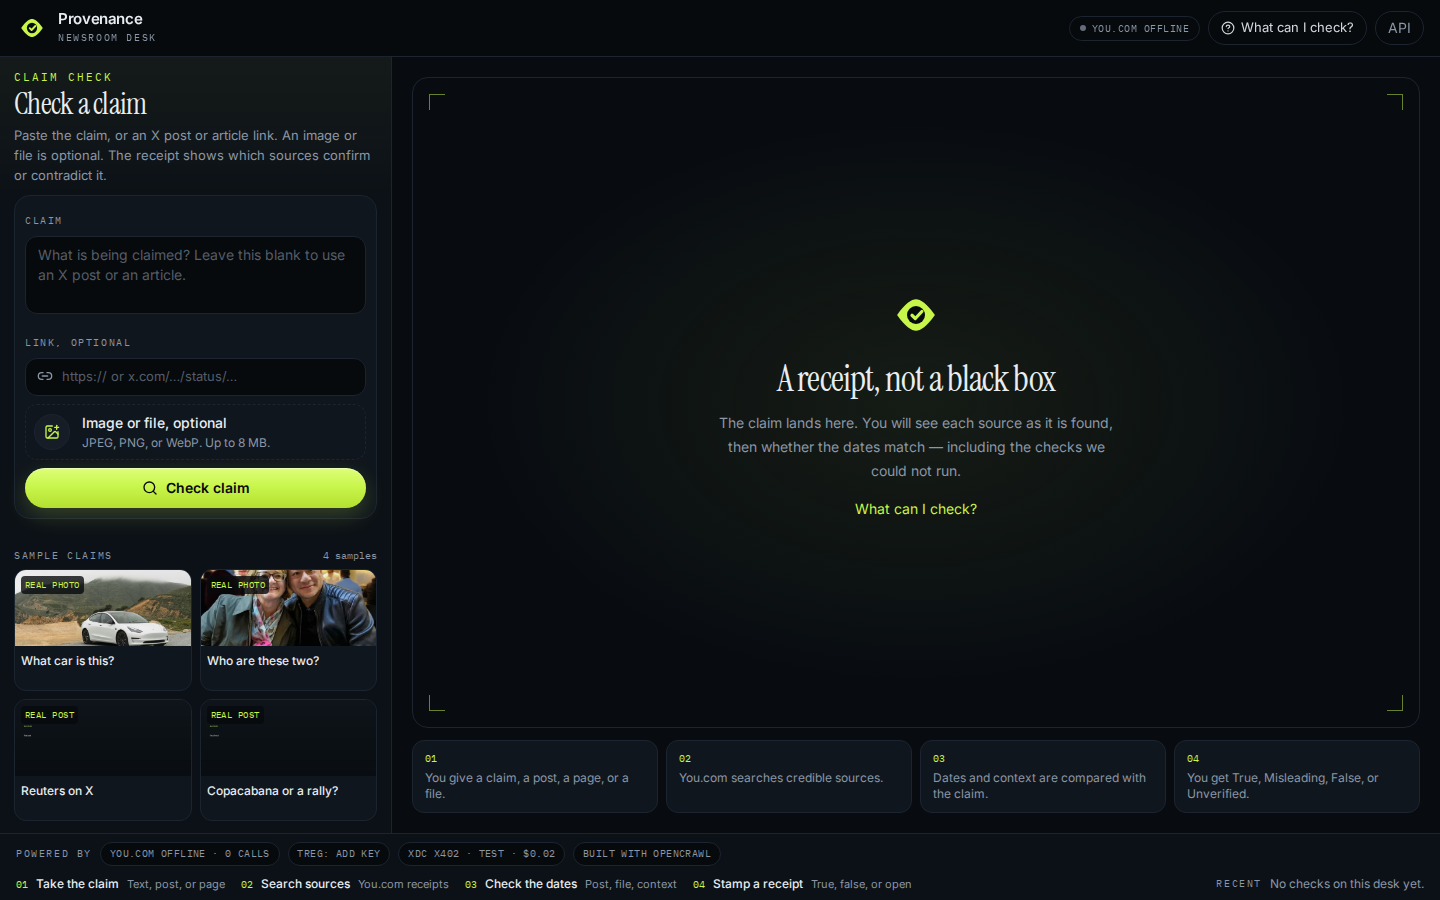 Provenance
NEWSROOM DESK
YOU.COM OFFLINE
What can I check?
API
CLAIM CHECK
Check a claim
Paste the claim, or an X post or article link. An image or
file is optional. The receipt shows which sources confirm
or contradict it.
CLAIM
What is being claimed? Leave this blank to use
an X post or an article.
LINK, OPTIONAL
https:// or x.com/.../status/...
Image or file, optional
JPEG, PNG, or WebP. Up to 8 MB.
Check claim
SAMPLE CLAIMS
4 samples
REAL PHOTO
What car is this?
REAL PHOTO
Who are these two?
REAL POST
Reuters on X
REAL POST
Copacabana or a rally?
A receipt, not a black box
The claim lands here. You will see each source as it is found,
then whether the dates match — including the checks we
could not run.
What can I check?
01
You give a claim, a post, a page, or a
file.
02
You.com searches credible sources.
03
Dates and context are compared with
the claim.
04
You get True, Misleading, False, or
Unverified.
POWERED BY
YOU.COM OFFLINE · 0 CALLS
TREG: ADD KEY
XDC X402 · TEST · $0.02
BUILT WITH OPENCRAWL
01 Take the claim Text, post, or page
02 Search sources You.com receipts
03 Check the dates Post, file, context
04 Stamp a receipt True, false, or open
RECENT No checks on this desk yet.